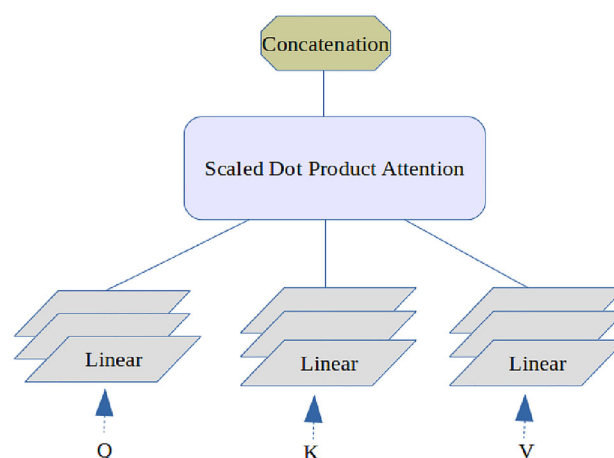 Concatenation
Scaled Dot Product Attention
Linear
Linear
Linear
Q
K
V